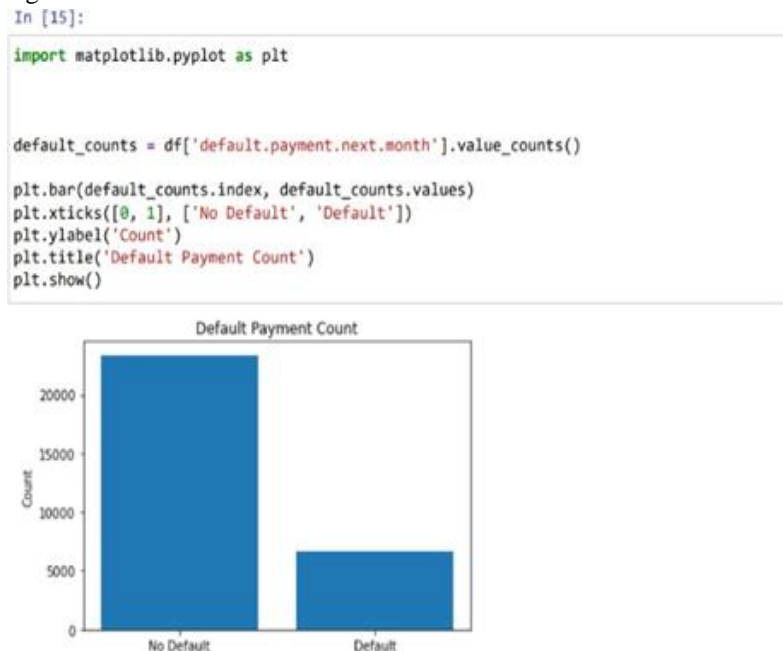 In [15]:
import matplotlib.pyplot as plt
default_counts = df['default.payment.next.month'].value_counts()
plt.bar(default_counts.index, default_counts.values)
plt.xticks([0, 1], ['No Default', 'Default'])
plt.ylabel('Count')
plt.title('Default Payment Count')
plt.show()
Default Payment Count
20000
15000
10000
5000
0
Count
No Default Default